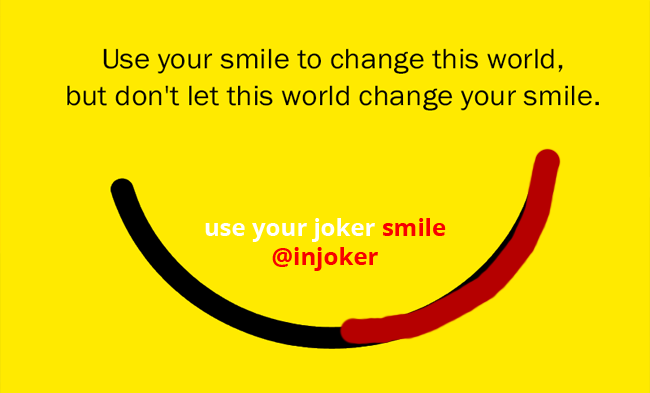 Use your smile to change this world,
but don't let this world change your smile.
use your joker smile
@injoker